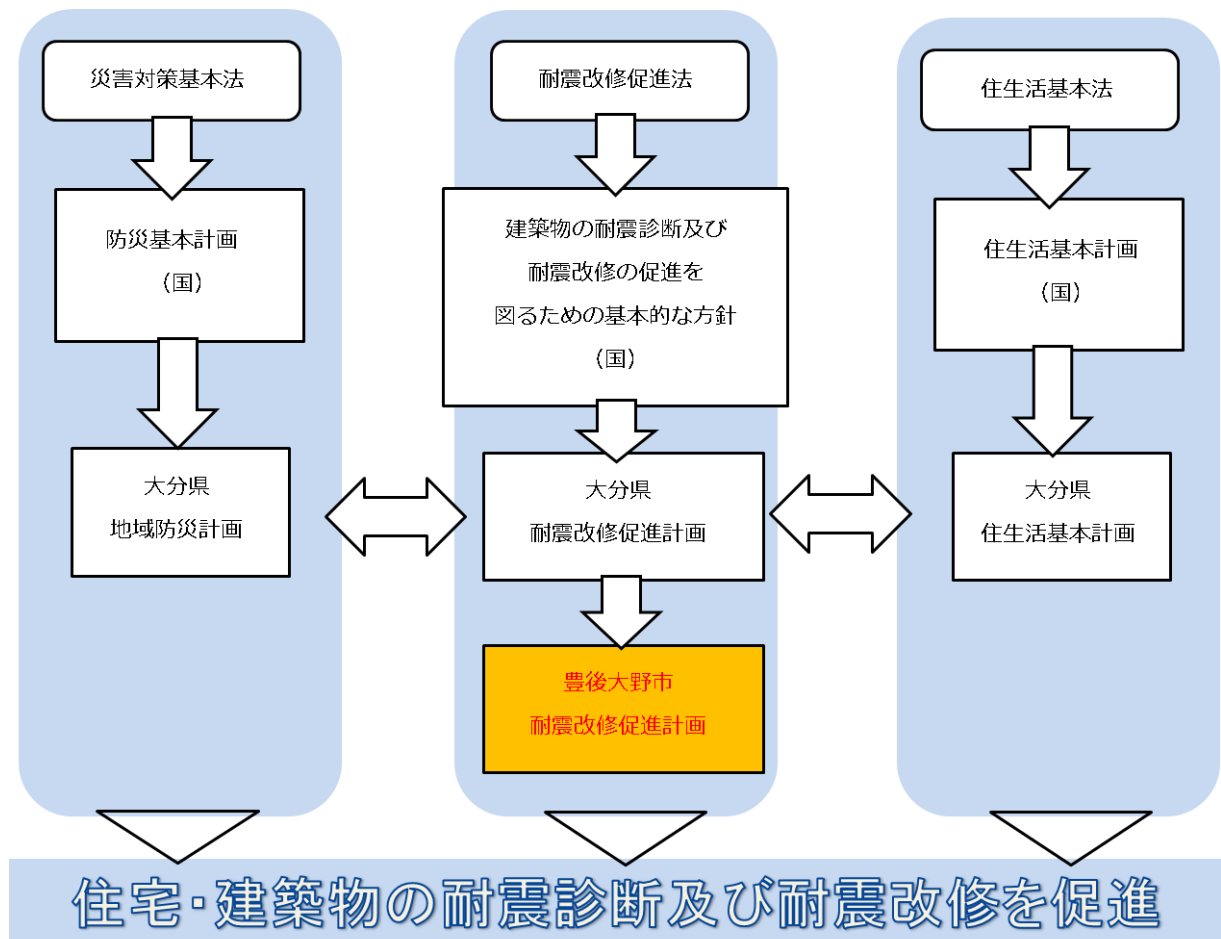 災害対策基本法
防災基本計画
（国）
大分県
地域防災計画
耐震改修促進法
建築物の耐震診断及び
耐震改修の促進を
図るための基本的な方針
（国）
大分県
耐震改修促進計画
豊後大野市
耐震改修促進計画
住生活基本法
住生活基本計画
（国）
大分県
住生活基本計画
住宅・建築物の耐震診断及び耐震改修を促進